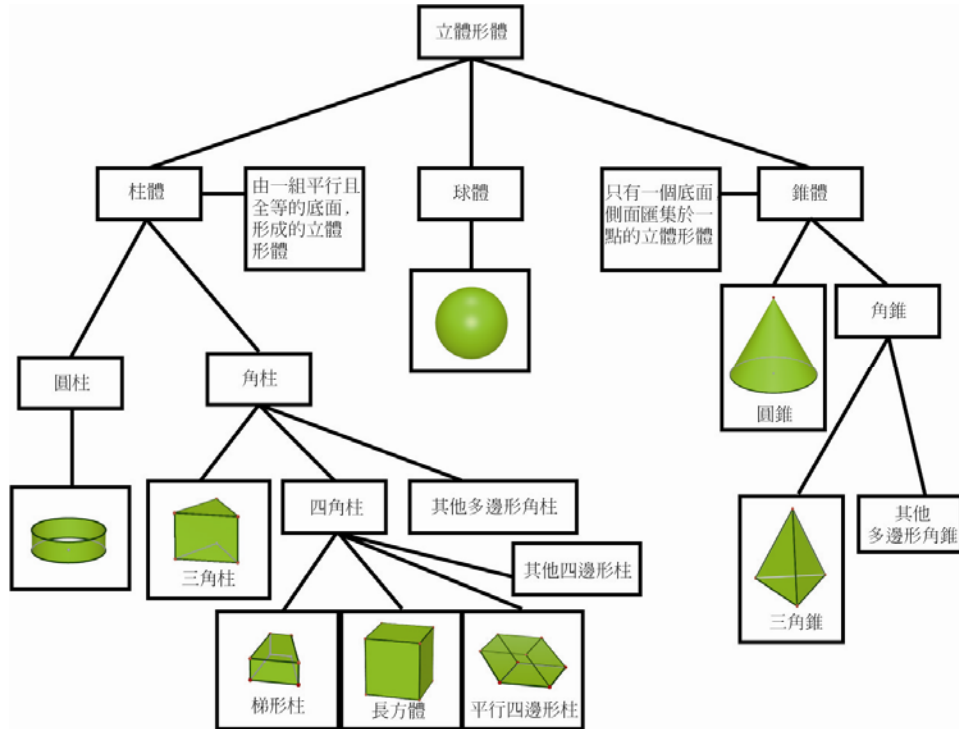 立體形體
柱體
由一組平行且
全等的底面，
形成的立體
形體
球體
只有一個底面
側面匯集於一
點的立體形體
錐體
圓錐
角錐
圓柱
角柱
三角柱
四角柱
其他多邊形角柱
其他四邊形柱
梯形柱
長方體
平行四邊形柱
三角錐
其他
多邊形角錐